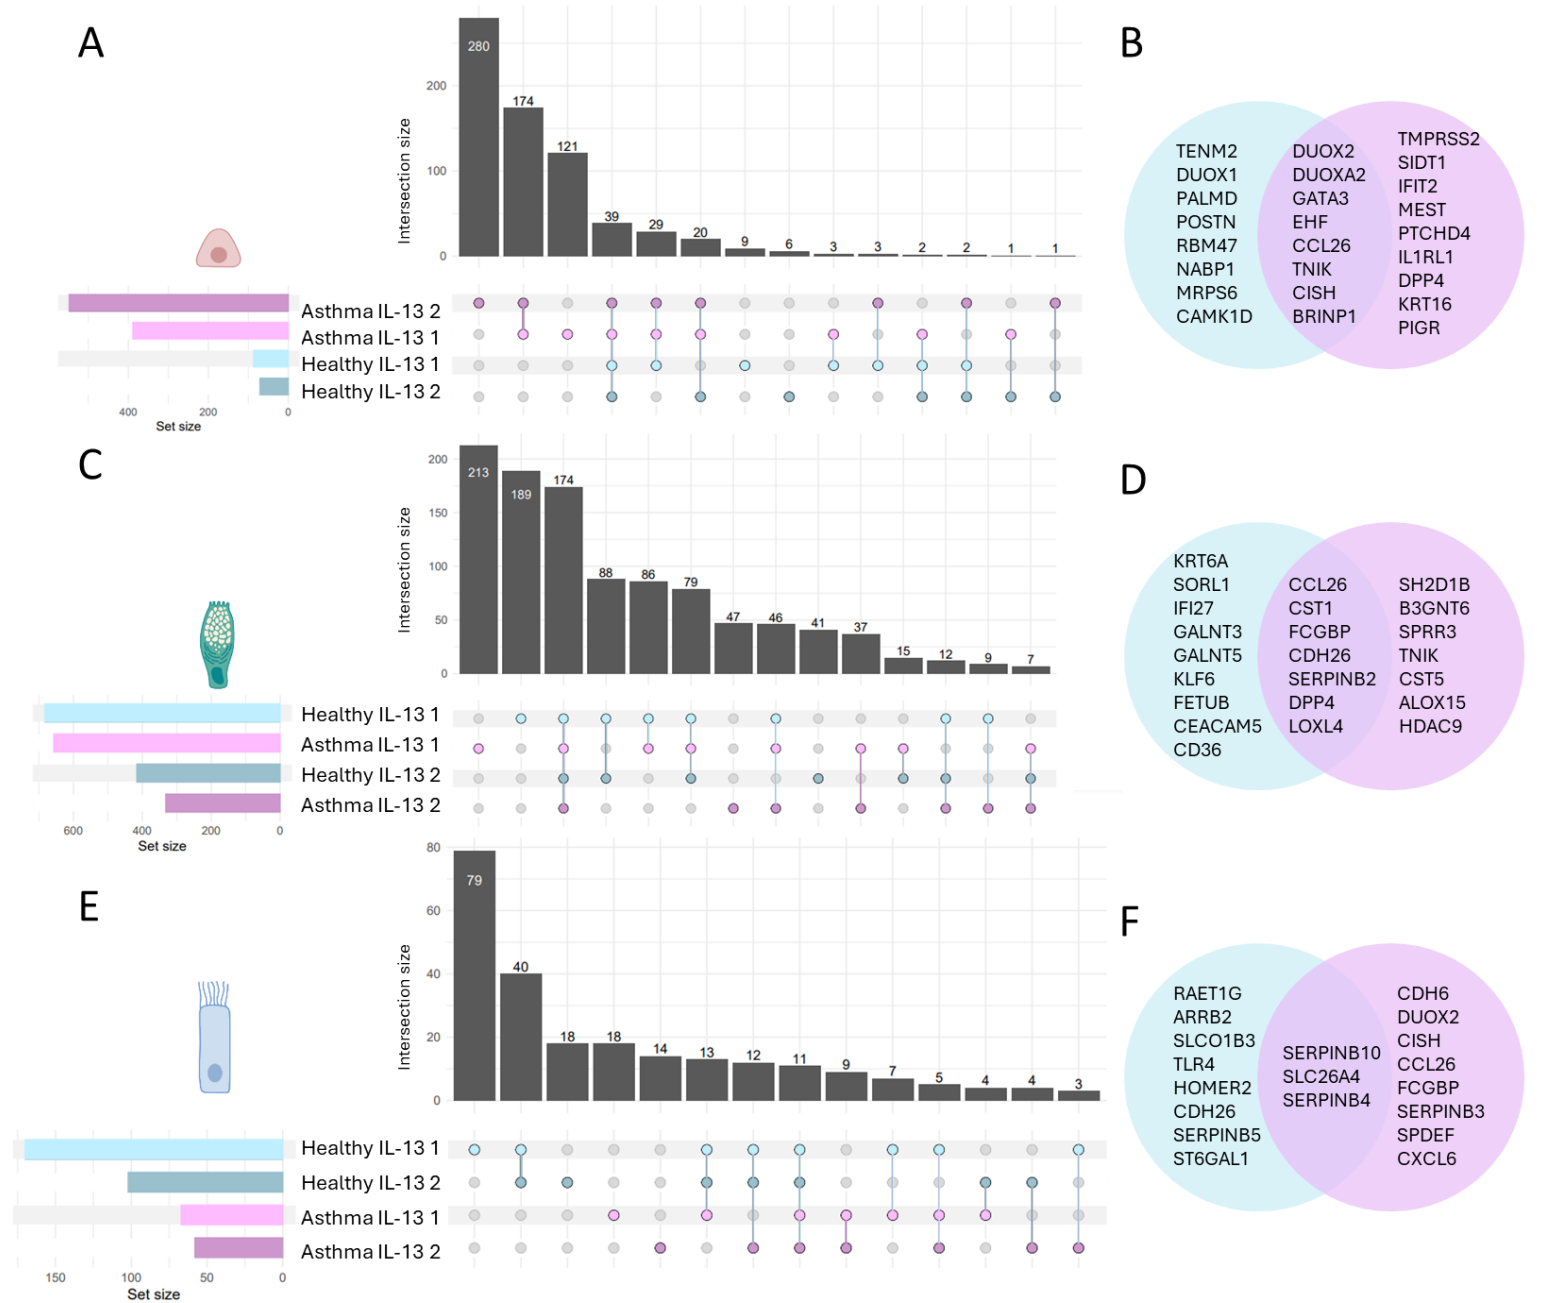 A
280
174
121
39
29
20
9
6
3
3
2
2
1
1
200
100
0
Intersection size
Asthma IL-13 2
Asthma IL-13 1
Healthy IL-13 1
Healthy IL-13 2
400 200 0
Set size
B
TENM2
DUOX1
PALMD
POSTN
RBM47
NABP1
MRPS6
CAMK1D
DUOX2
DUOXA2
GATA3
EHF
CCL26
TNIK
CISH
BRINP1
TMPRSS2
SIDT1
IFIT2
MEST
PTCHD4
IL1RL1
DPP4
KRT16
PIGR
C
213
189
174
88
86
79
47
46
41
37
15
12
9
7
200
150
100
50
0
Intersection size
Healthy IL-13 1
Asthma IL-13 1
Healthy IL-13 2
Asthma IL-13 2
600 400 200 0
Set size
D
KRT6A
SORL1
IFI27
GALNT3
GALNT5
KLF6
FETUB
CEACAM5
CD36
CCL26
CST1
FCGBP
CDH26
SERPINB2
DPP4
LOXL4
SH2D1B
B3GNT6
SPRR3
TNIK
CST5
ALOX15
HDAC9
E
79
40
18
18
14
13
12
11
9
7
5
4
4
3
80
60
40
20
0
Intersection size
Healthy IL-13 1
Healthy IL-13 2
Asthma IL-13 1
Asthma IL-13 2
150 100 50 0
Set size
F
RAET1G
ARRB2
SLCO1B3
TLR4
HOMER2
CDH26
SERPINB5
ST6GAL1
SERPINB10
SLC26A4
SERPINB4
CDH6
DUOX2
CISH
CCL26
FCGBP
SERPINB3
SPDEF
CXCL6